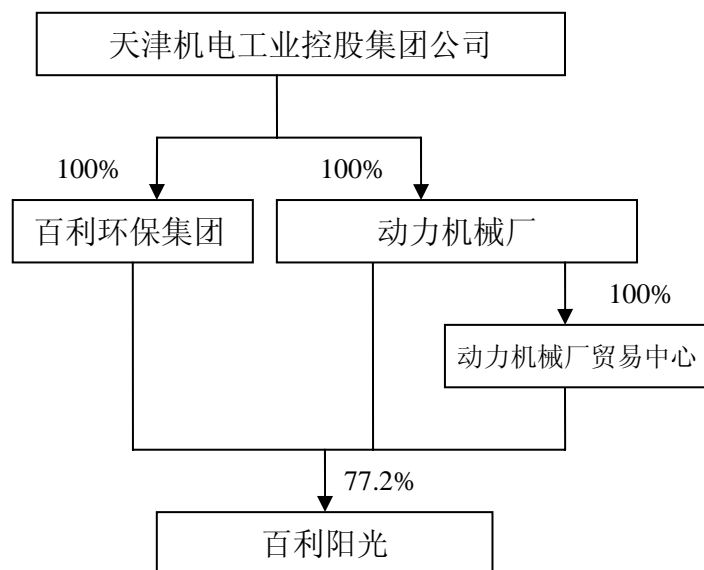 天津机电工业控股集团公司
100%
100%
百利环保集团
动力机械厂
100%
动力机械厂贸易中心
77.2%
百利阳光